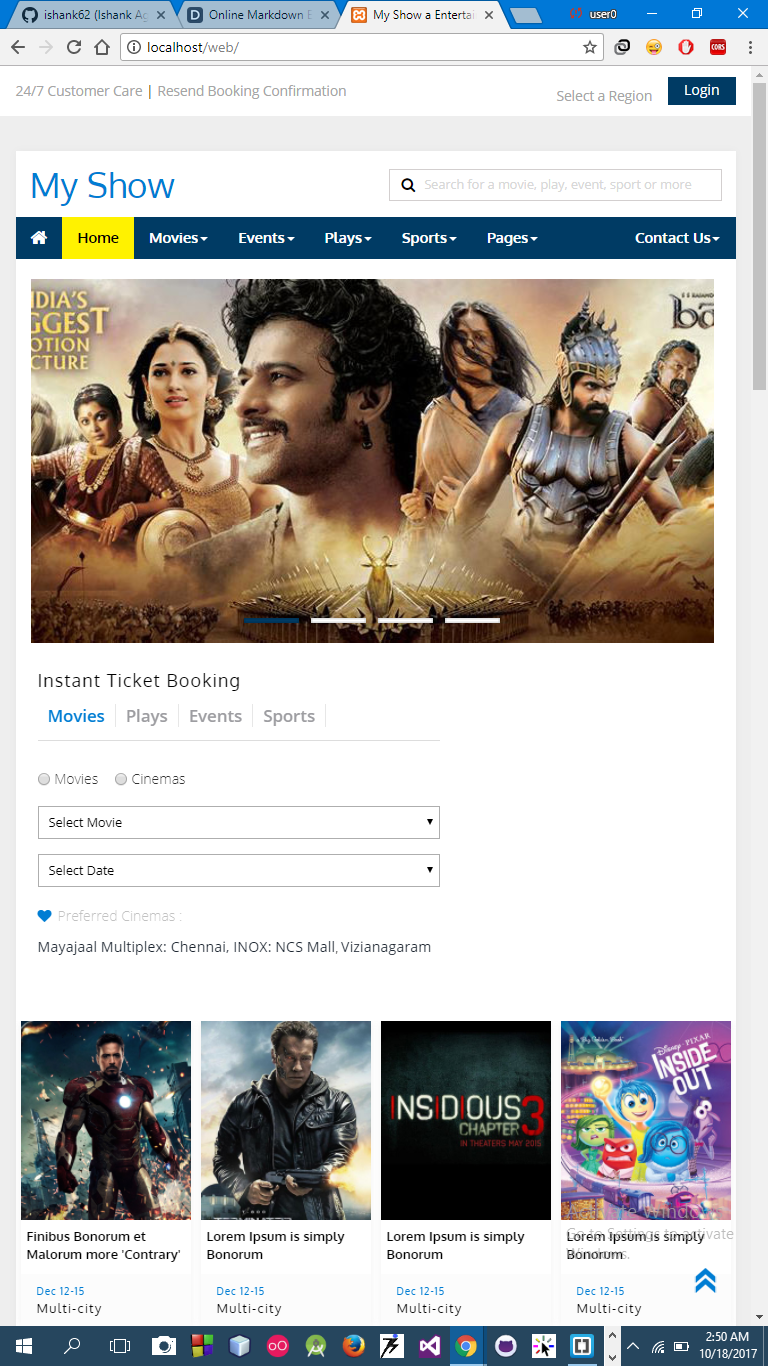 ishank62 (Ishank Ag
Online Markdown E
My Show a Entertai
user0
localhost/web/
CORS
24/7 Customer Care | Resend Booking Confirmation
Select a Region
Login
My Show
Search for a movie, play, event, sport or more
Home
Movies
Events
Plays
Sports
Pages
Contact Us
NDIA'S
GGEST
OTION
CTURE
Instant Ticket Booking
Movies
Plays
Events
Sports
Movies
Cinemas
Select Movie
Select Date
Preferred Cinemas :
Mayajaal Multiplex: Chennai, INOX: NCS Mall, Vizianagaram
INSIDIOUS
CHAPTER 3
IN THEATERS MAY 2015
Disney PIXAR
INSIDE
OUT
Finibus Bonorum et
Malorum more 'Contrary'
Lorem Ipsum is simply
Bonorum
Lorem Ipsum is simply
Bonorum
Lorem Ipsum is simply
Bonorum
Activate Windows
Go to Settings to activate
Windows.
Dec 12-15
Multi-city
Dec 12-15
Multi-city
Dec 12-15
Multi-city
Dec 12-15
Multi-city
2:50 AM
10/18/2017